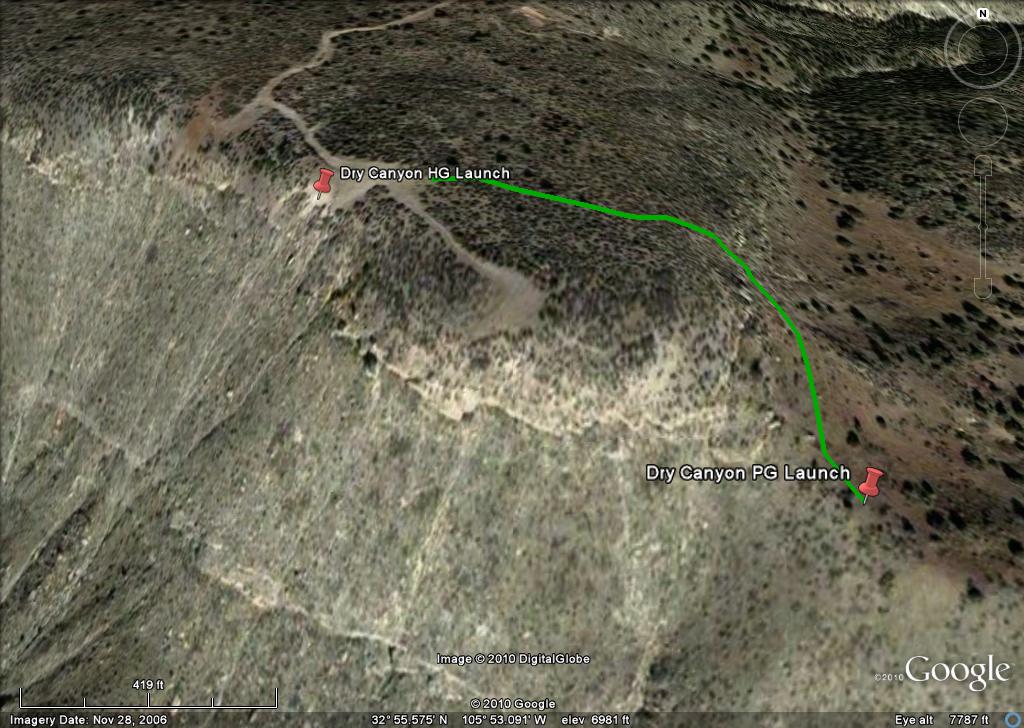 N
Dry Canyon HG Launch
Dry Canyon PG Launch
Image © 2010 DigitalGlobe
©2010 Google
419 ft
© 2010 Google
Imagery Date: Nov 28, 2006 32° 55.575' N 105° 53.091' W elev 6981 ft Eye alt 7787 ft